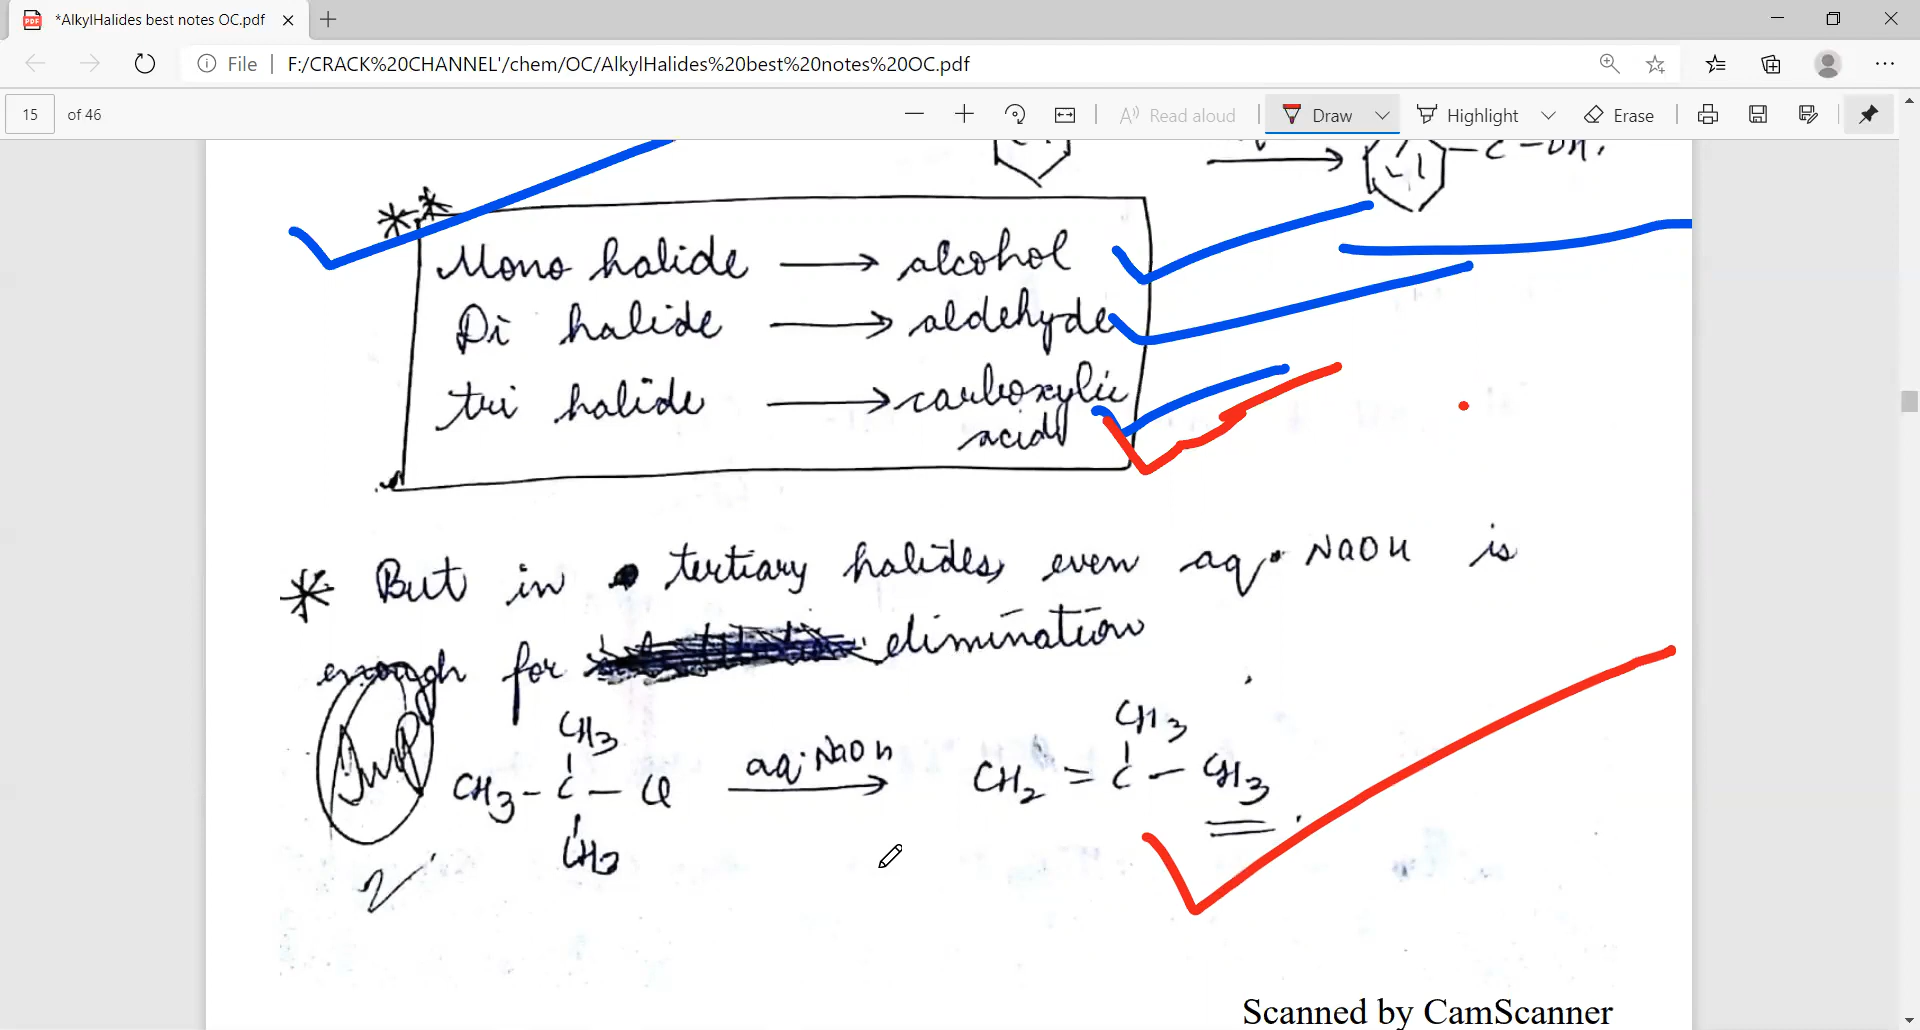 *AlkylHalides best notes OC.pdf
File | F:/CRACK%20CHANNEL'/chem/OC/AlkylHalides%20best%20notes%20OC.pdf
15 of 46
Read aloud
Draw
Highlight
Erase
C-OH.
** Mono halide → alcohol
Di halide → aldehyde
tri halide → carboxylic
acid
* But in tertiary halides, even aq. NaOH is
enough for elimination
Imp
CH3
CH3
CH3-C-Cl aq. NaOH → CH2=C-CH3
CH3
Scanned by CamScanner